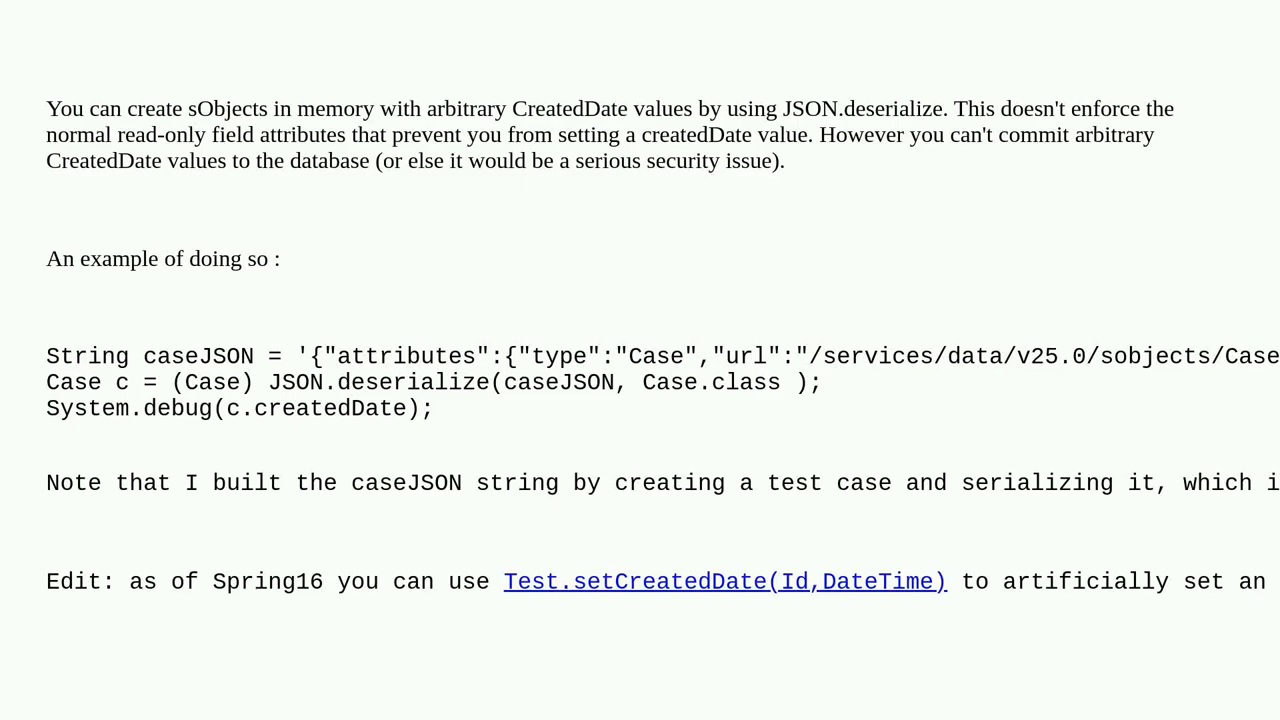 You can create sObjects in memory with arbitrary CreatedDate values by using JSON.deserialize. This doesn't enforce the
normal read-only field attributes that prevent you from setting a createdDate value. However you can't commit arbitrary
CreatedDate values to the database (or else it would be a serious security issue).
An example of doing so :
String caseJSON = '{"attributes":{"type":"Case","url":"/services/data/v25.0/sobjects/Case
Case c = (Case) JSON.deserialize(caseJSON, Case.class );
System.debug(c.createdDate);
Note that I built the caseJSON string by creating a test case and serializing it, which i
Edit: as of Spring16 you can use Test.setCreatedDate(Id,DateTime) to artificially set an